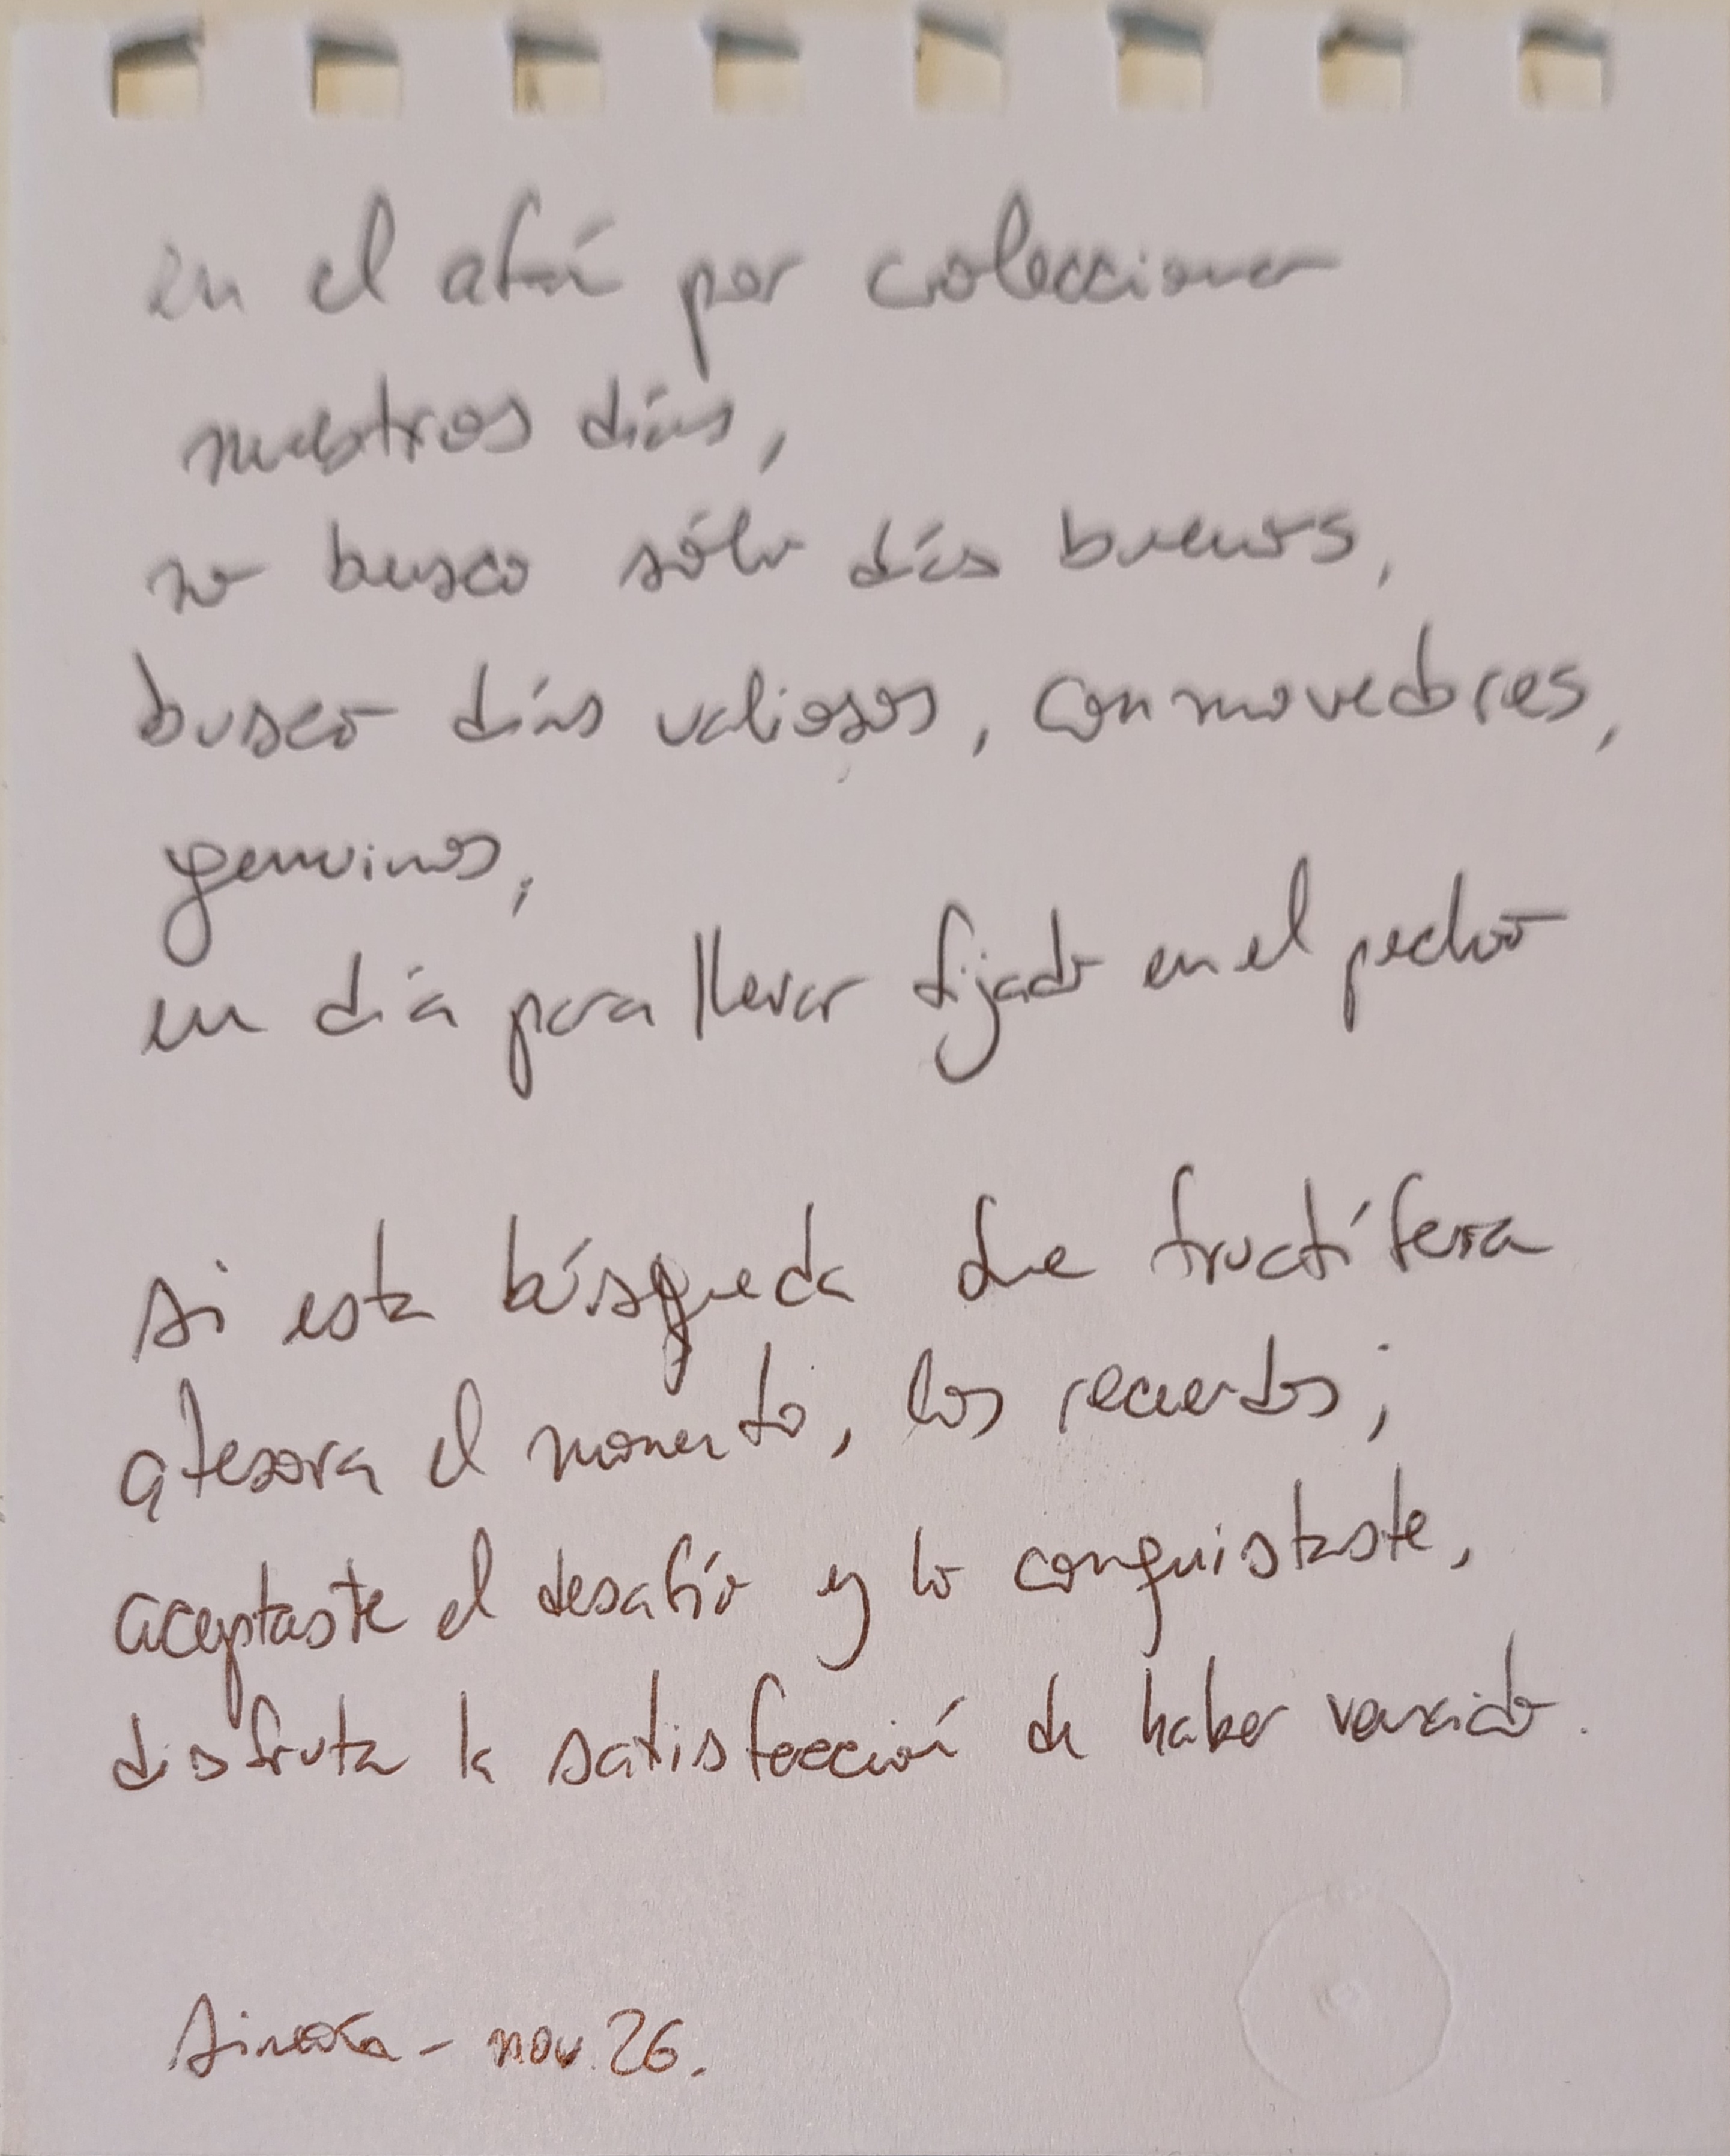 en el afán por coleccionar
nuestros días,
no busco sólo días buenos,
busco días valiosos, conmovedores,
genuinos,
un día para llevar fijado en el pecho
si esta búsqueda fue fructífera
atesora el momento, los recuerdos;
aceptaste el desafío y lo conquistaste,
disfruta la satisfacción de haber vencido.
- nov. 26.